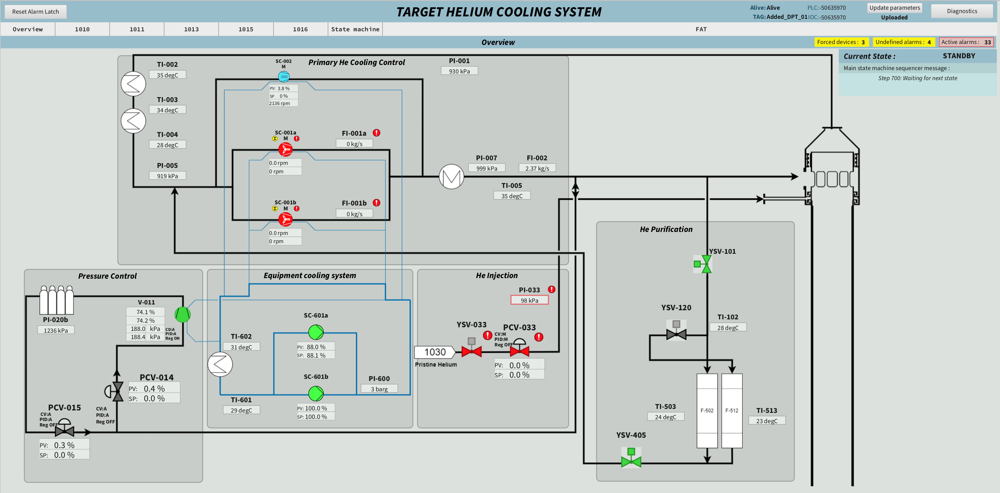 Reset Alarm Latch
TARGET HELIUM COOLING SYSTEM
Alive: Alive PLC:-50635970
TAG: Added_DPT_01 IOC:-50635970
Update parameters
Uploaded
Diagnostics
Overview 1010 1011 1013 1015 1016 State machine FAT
Overview
Forced devices : 3 Undefined alarms : 4 Active alarms : 33
Current State : STANDBY
Main state machine sequencer message :
Step 700: Waiting for next state
Primary He Cooling Control
TI-002
35 degC
TI-003
34 degC
TI-004
28 degC
PI-005
919 kPa
SC-002
M
PV: 3.8 %
SP 0 %
2136 rpm
PI-001
930 kPa
SC-001a
I M !
0.0 rpm
0 rpm
FI-001a !
0 kg/s
SC-001b
I M !
0.0 rpm
0 rpm
FI-001b !
0 kg/s
PI-007
999 kPa
FI-002
2.37 kg/s
TI-005
35 degC
Pressure Control
PI-020b
1236 kPa
V-011
74.1 %
74.2 %
188.0 kPa
188.4 kPa
CD:A
PID:A
Reg ON
PCV-014
PV: 0.4 %
SP: 0.0 %
CV:A
PID:A
Reg OFF
PCV-015
CV:A
PID:A
Reg OFF
PV: 0.3 %
SP: 0.0 %
Equipment cooling system
SC-601a
PV: 88.0 %
SP: 88.1 %
TI-602
31 degC
SC-601b
PV: 100.0 %
SP: 100.0 %
PI-600
3 barg
TI-601
29 degC
He Injection
PI-033 !
98 kPa
YSV-033 !
PCV-033 !
CV:M
PID:M
Reg OFF
1030
Pristine Helium
PV: 0.0 %
SP: 0.0 %
He Purification
YSV-101
YSV-120
TI-102
28 degC
F-502
F-512
TI-503
24 degC
TI-513
23 degC
YSV-405